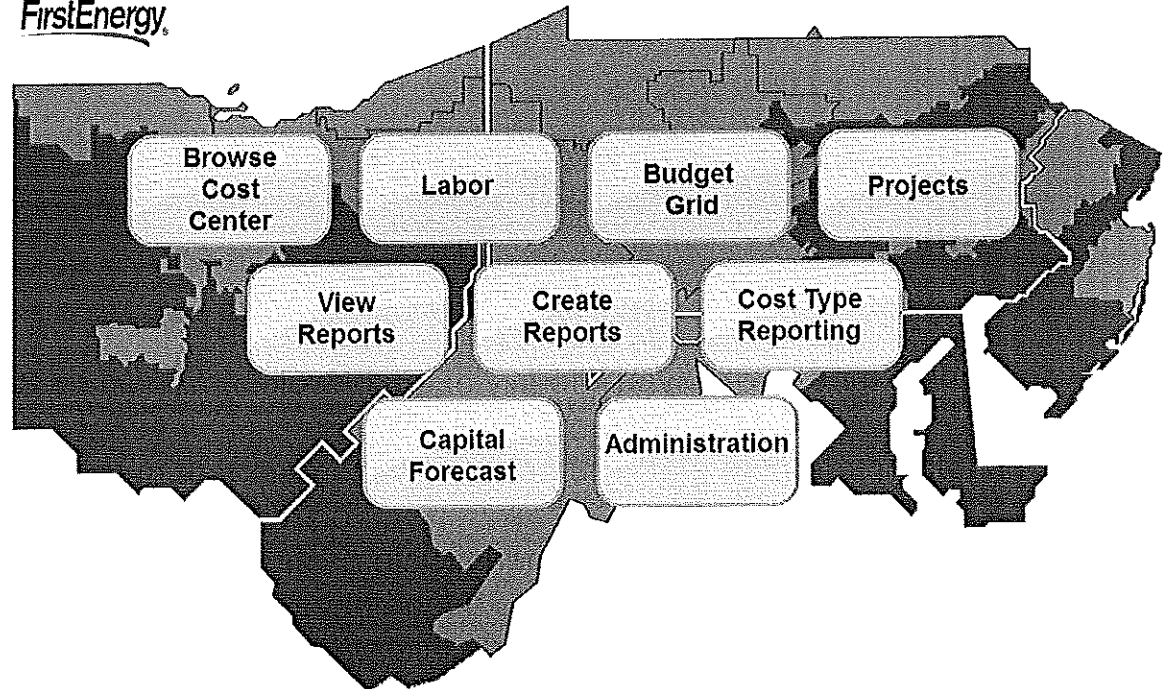 FirstEnergy®
Browse
Cost
Center
Labor
Budget
Grid
Projects
View
Reports
Create
Reports
Cost Type
Reporting
Capital
Forecast
Administration